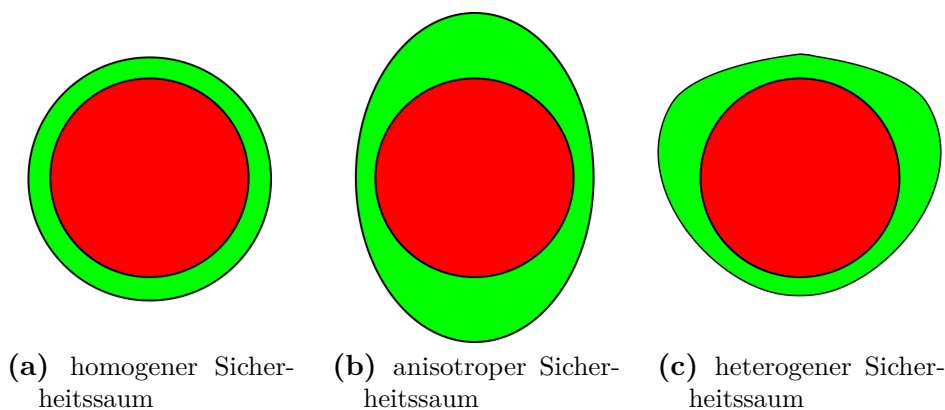 (a) homogener Sicher-
heitssaum
(b) anisotroper Sicher-
heitssaum
(c) heterogener Sicher-
heitssaum